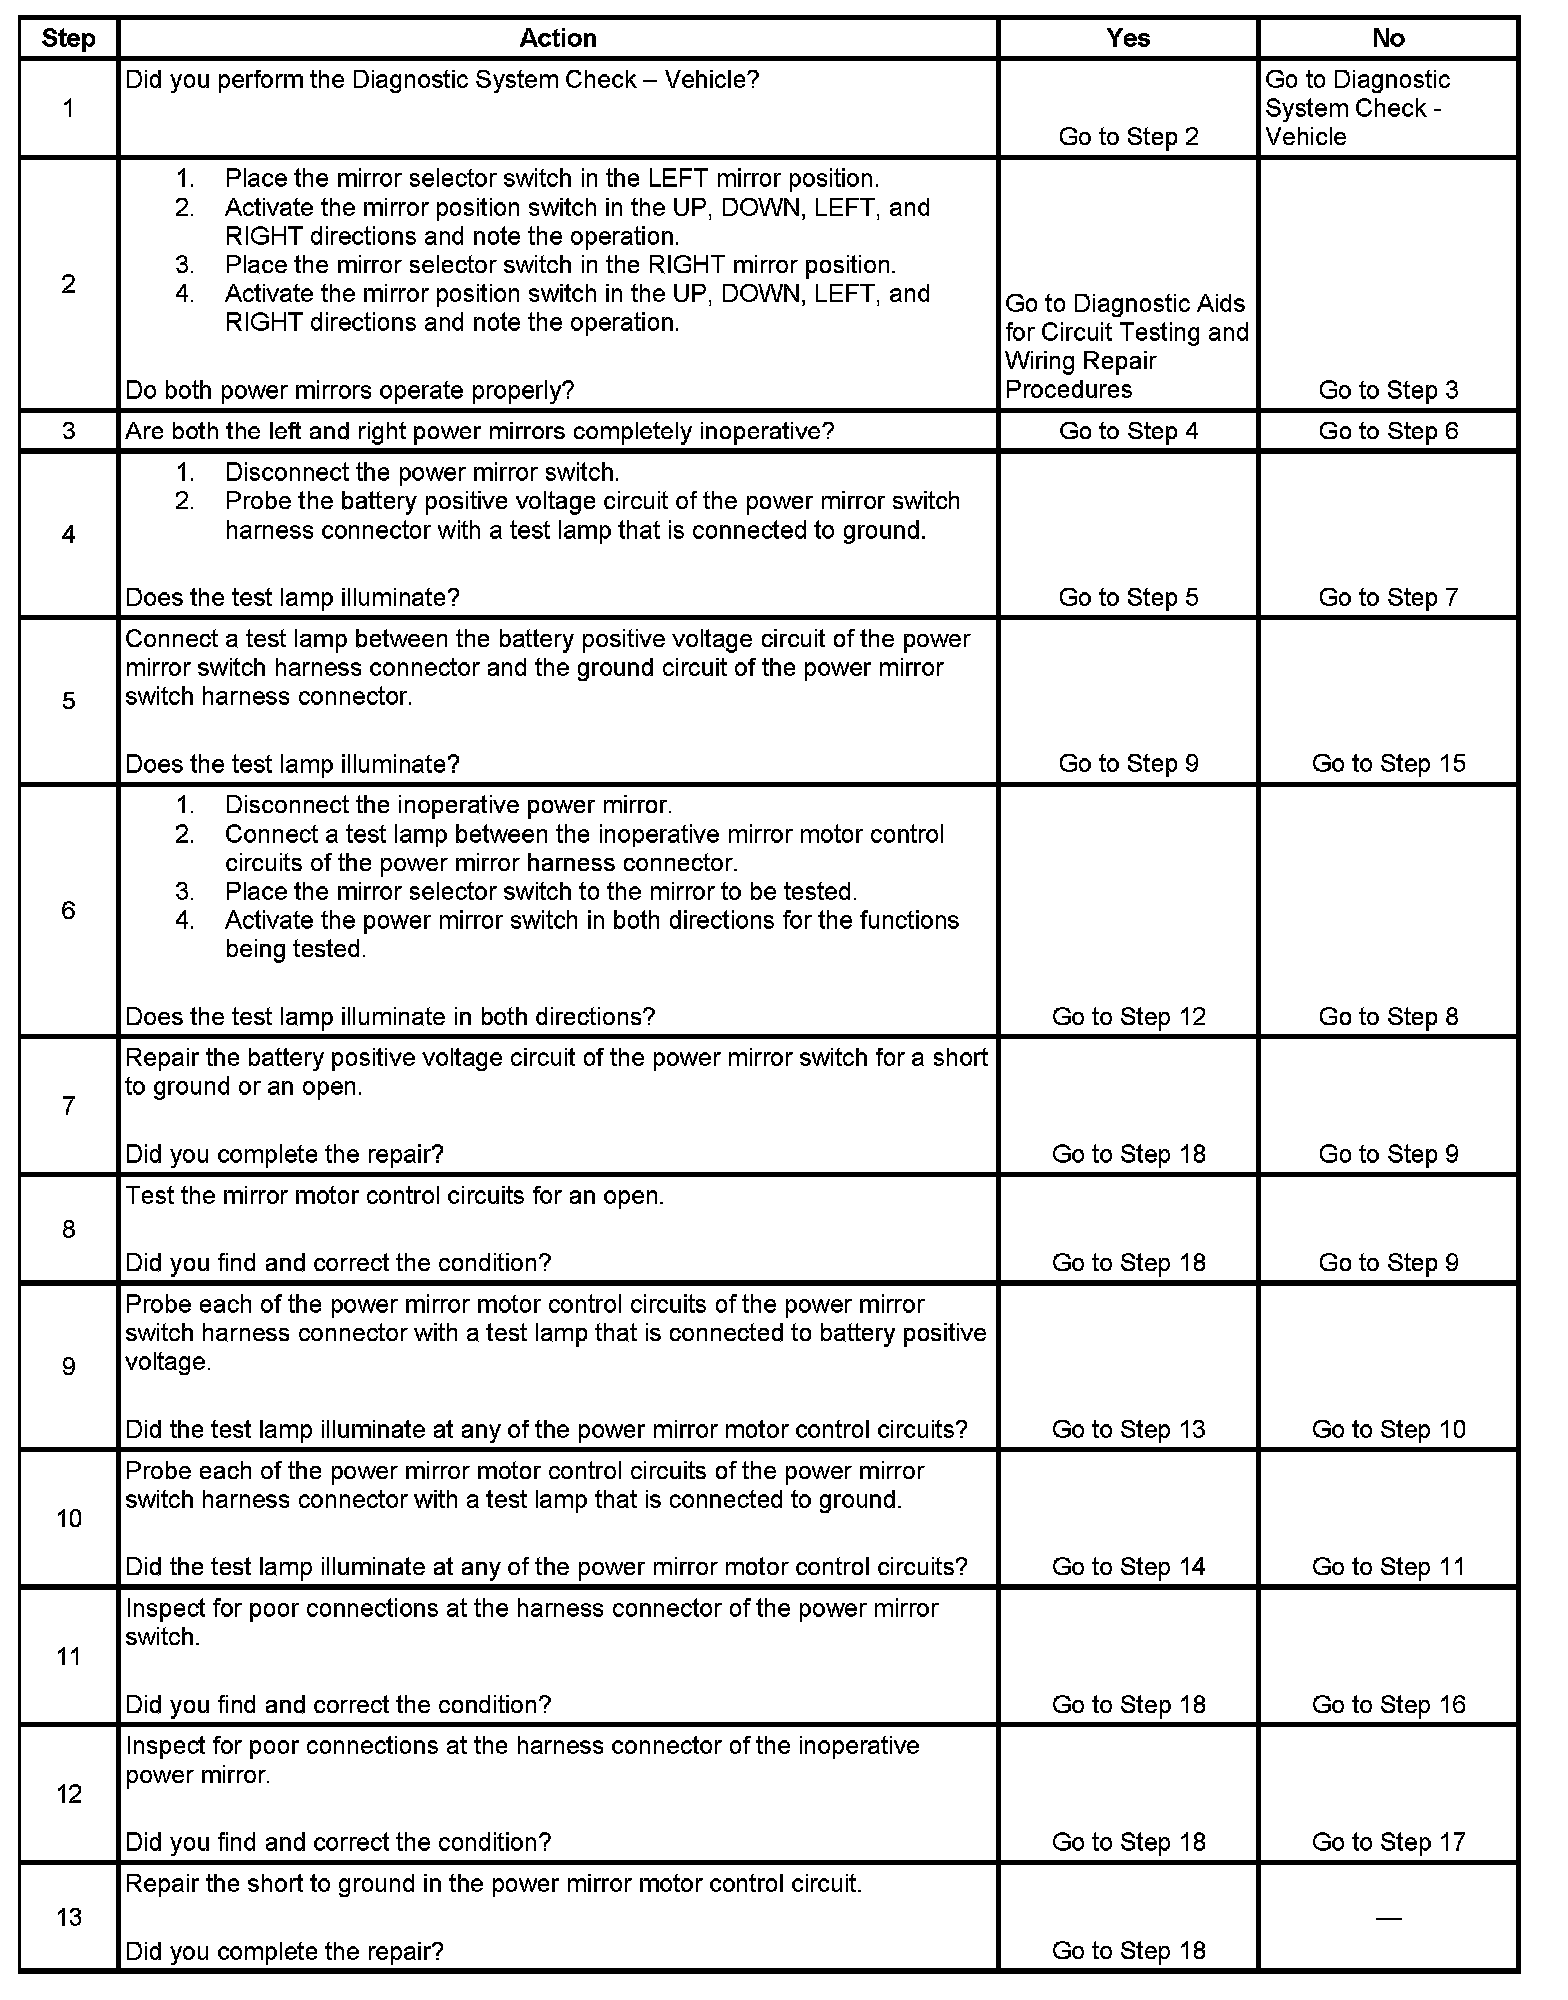 Step Action Yes No
1
Did you perform the Diagnostic System Check – Vehicle?
Go to Step 2
Go to Diagnostic
System Check -
Vehicle
2
1. Place the mirror selector switch in the LEFT mirror position.
2. Activate the mirror position switch in the UP, DOWN, LEFT, and
RIGHT directions and note the operation.
3. Place the mirror selector switch in the RIGHT mirror position.
4. Activate the mirror position switch in the UP, DOWN, LEFT, and
RIGHT directions and note the operation.
Do both power mirrors operate properly?
Go to Diagnostic Aids
for Circuit Testing and
Wiring Repair
Procedures
Go to Step 3
3 Are both the left and right power mirrors completely inoperative? Go to Step 4 Go to Step 6
4
1. Disconnect the power mirror switch.
2. Probe the battery positive voltage circuit of the power mirror switch
harness connector with a test lamp that is connected to ground.
Does the test lamp illuminate? Go to Step 5 Go to Step 7
5
Connect a test lamp between the battery positive voltage circuit of the power
mirror switch harness connector and the ground circuit of the power mirror
switch harness connector.
Does the test lamp illuminate? Go to Step 9 Go to Step 15
6
1. Disconnect the inoperative power mirror.
2. Connect a test lamp between the inoperative mirror motor control
circuits of the power mirror harness connector.
3. Place the mirror selector switch to the mirror to be tested.
4. Activate the power mirror switch in both directions for the functions
being tested.
Does the test lamp illuminate in both directions? Go to Step 12 Go to Step 8
7
Repair the battery positive voltage circuit of the power mirror switch for a short
to ground or an open.
Did you complete the repair? Go to Step 18 Go to Step 9
8
Test the mirror motor control circuits for an open.
Did you find and correct the condition? Go to Step 18 Go to Step 9
9
Probe each of the power mirror motor control circuits of the power mirror
switch harness connector with a test lamp that is connected to battery positive
voltage.
Did the test lamp illuminate at any of the power mirror motor control circuits? Go to Step 13 Go to Step 10
10
Probe each of the power mirror motor control circuits of the power mirror
switch harness connector with a test lamp that is connected to ground.
Did the test lamp illuminate at any of the power mirror motor control circuits? Go to Step 14 Go to Step 11
11
Inspect for poor connections at the harness connector of the power mirror
switch.
Did you find and correct the condition? Go to Step 18 Go to Step 16
12
Inspect for poor connections at the harness connector of the inoperative
power mirror.
Did you find and correct the condition? Go to Step 18 Go to Step 17
13
Repair the short to ground in the power mirror motor control circuit.
Did you complete the repair? Go to Step 18 —